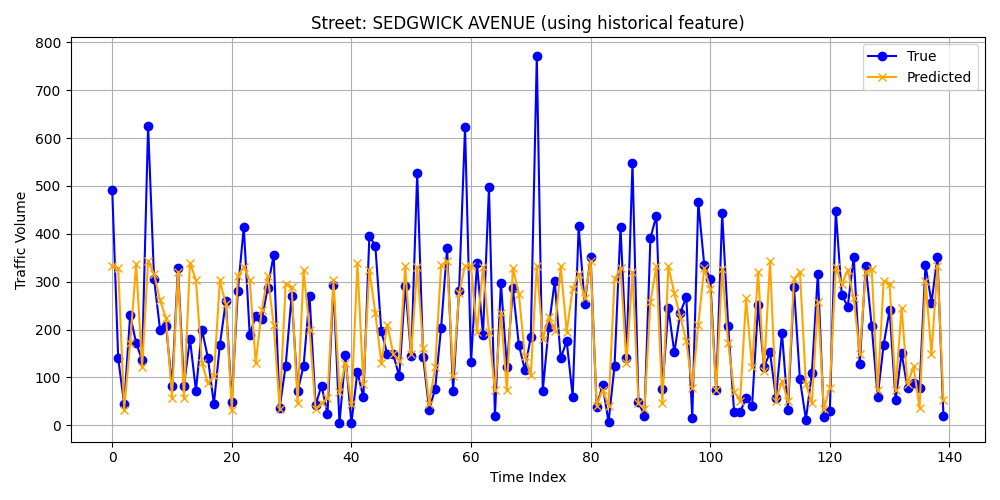 Street: SEDGWICK AVENUE (using historical feature)
True
Predicted
Traffic Volume
800
700
600
500
400
300
200
100
0
0 20 40 60 80 100 120 140
Time Index